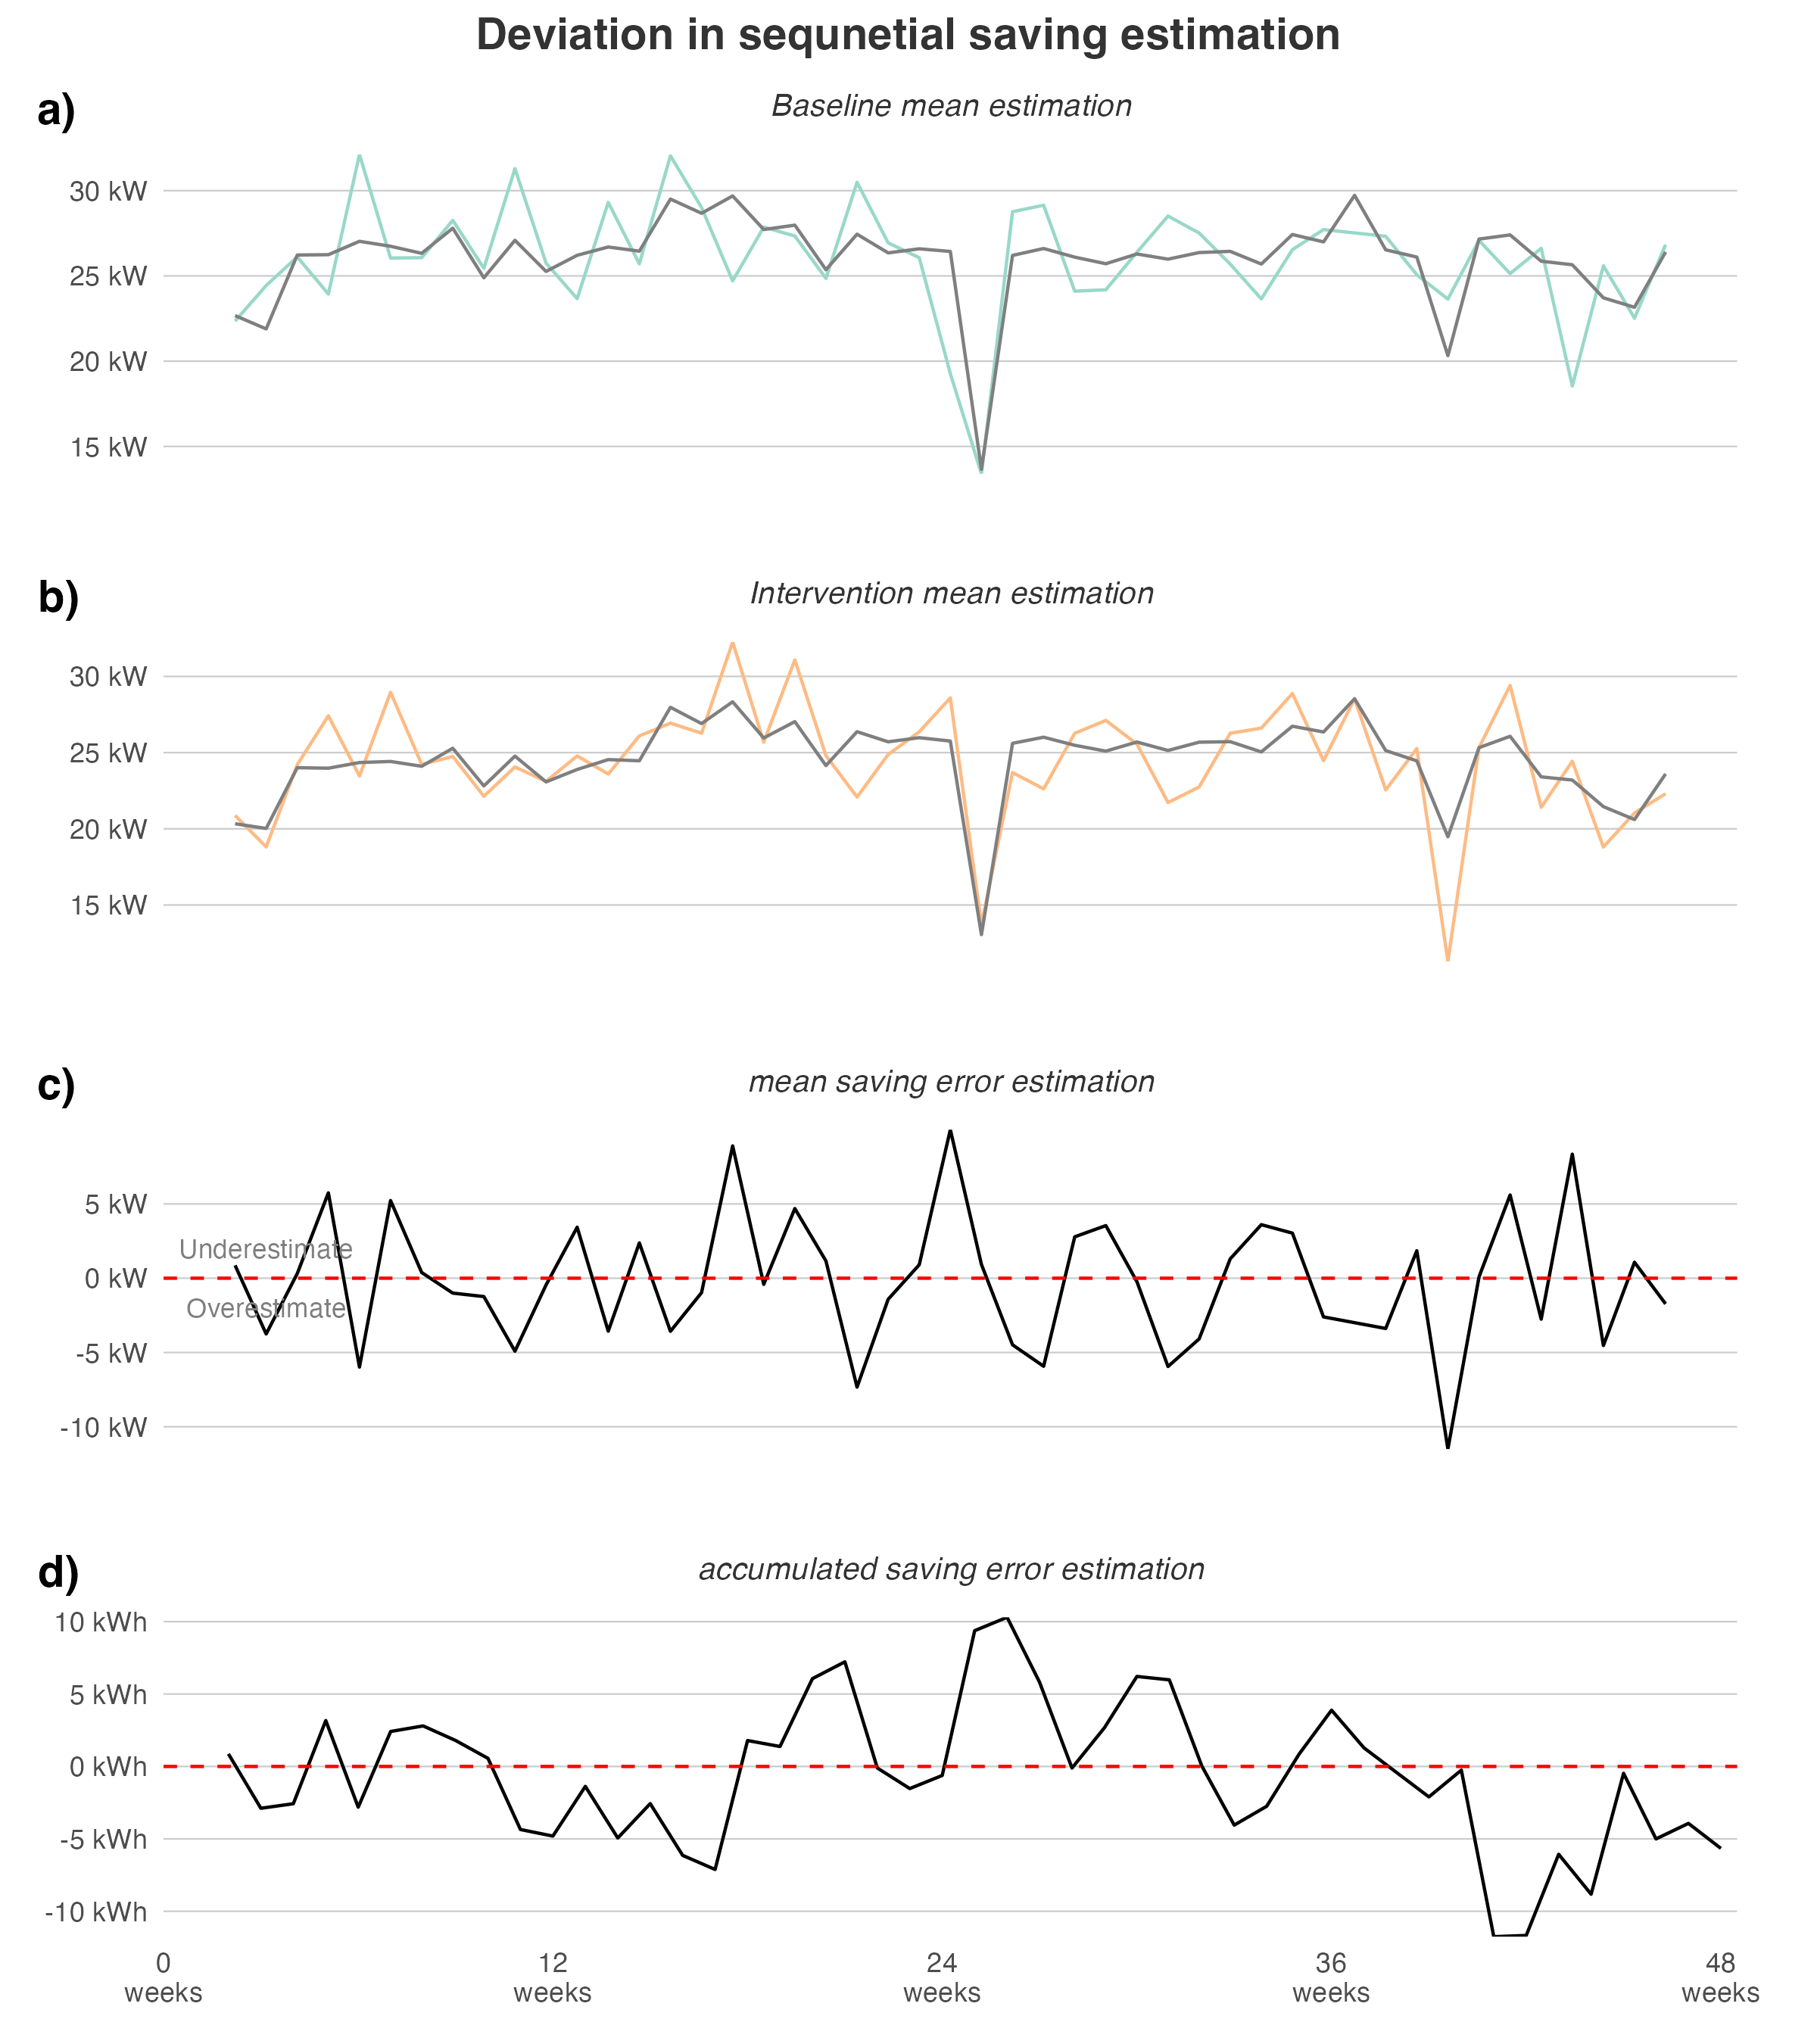 Deviation in sequnetial saving estimation
a)
Baseline mean estimation
30 kW
25 kW
20 kW
15 kW
b)
Intervention mean estimation
30 kW
25 kW
20 kW
15 kW
c)
mean saving error estimation
5 kW
Underestimate
0 kW
Overestimate
-5 kW
-10 kW
d)
accumulated saving error estimation
10 kWh
5 kWh
0 kWh
-5 kWh
-10 kWh
0 12 24 36 48
weeks weeks weeks weeks weeks